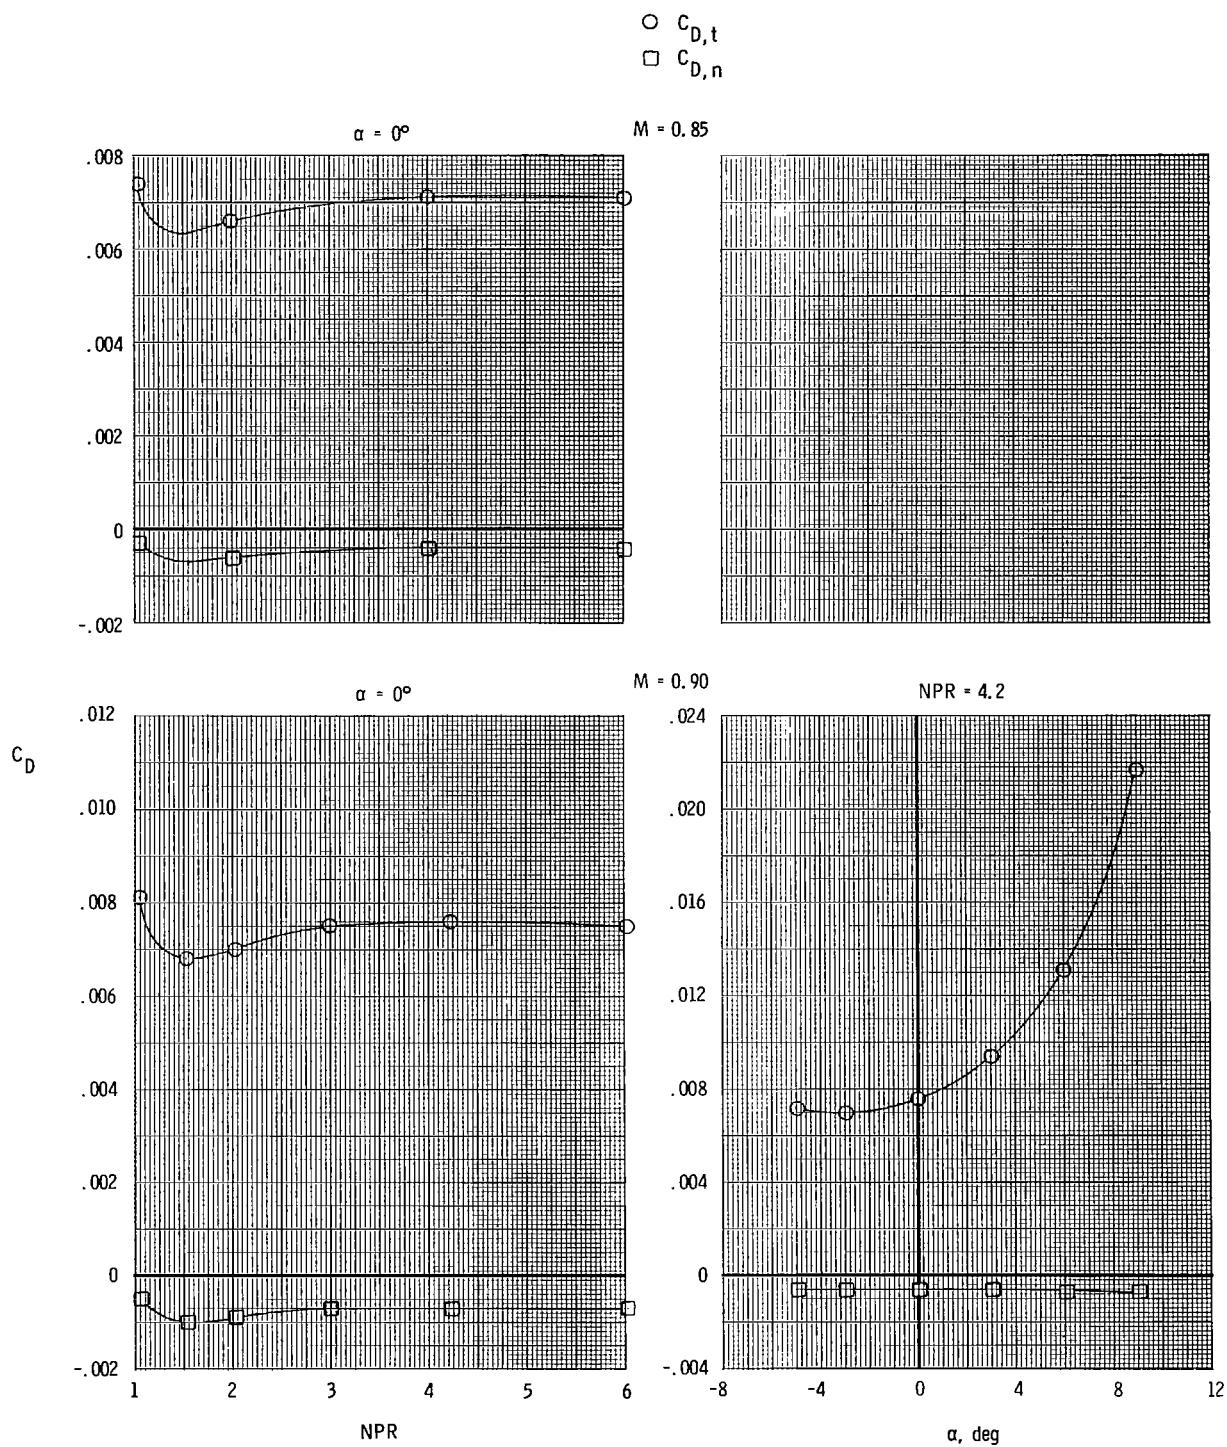 C_D,t
C_D,n
α = 0°
M = 0.85
.008
.006
.004
.002
0
-.002
α = 0°
M = 0.90
NPR = 4.2
C_D
.012
.010
.008
.006
.004
.002
0
-.002
1 2 3 4 5 6
NPR
.024
.020
.016
.012
.008
.004
0
-.004
-8 -4 0 4 8 12
α, deg